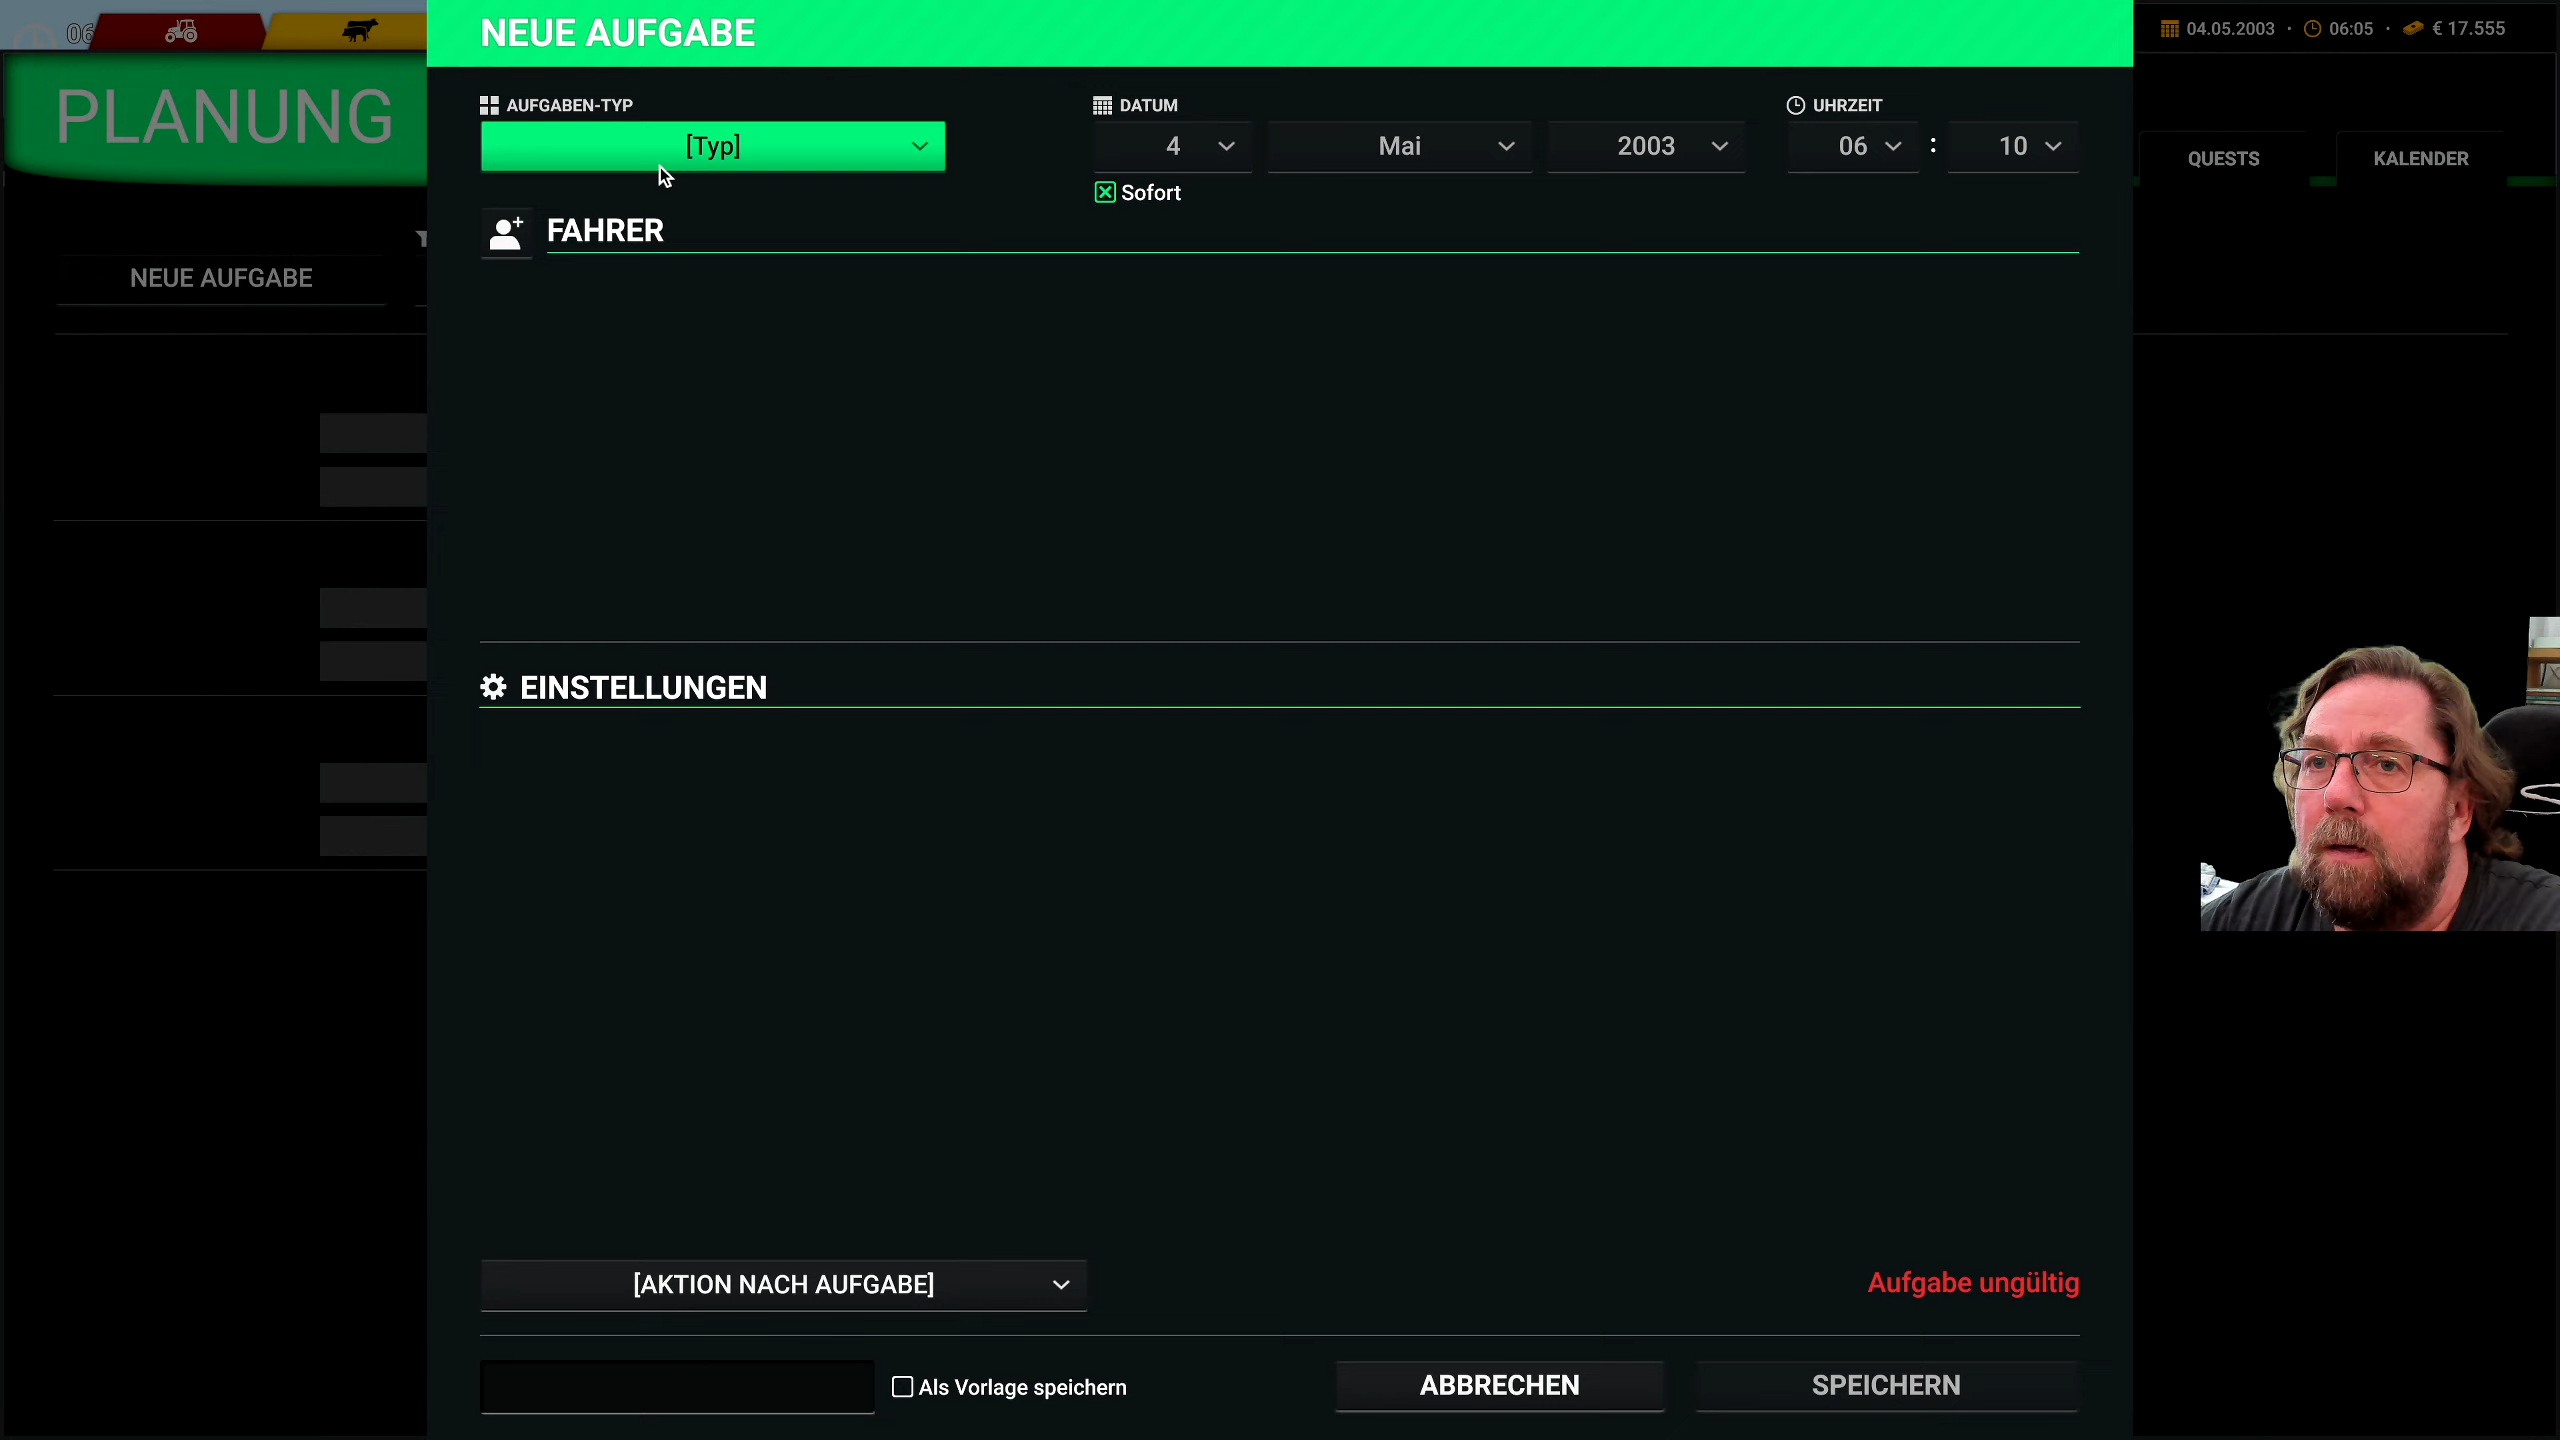 NEUE AUFGABE
06
04.05.2003 · 06:05 · € 17.555
PLANUNG
AUFGABEN-TYP
DATUM
UHRZEIT
[Typ]
4
Mai
2003
06 : 10
QUESTS
KALENDER
Sofort
FAHRER
NEUE AUFGABE
EINSTELLUNGEN
[AKTION NACH AUFGABE]
Aufgabe ungültig
Als Vorlage speichern
ABBRECHEN
SPEICHERN